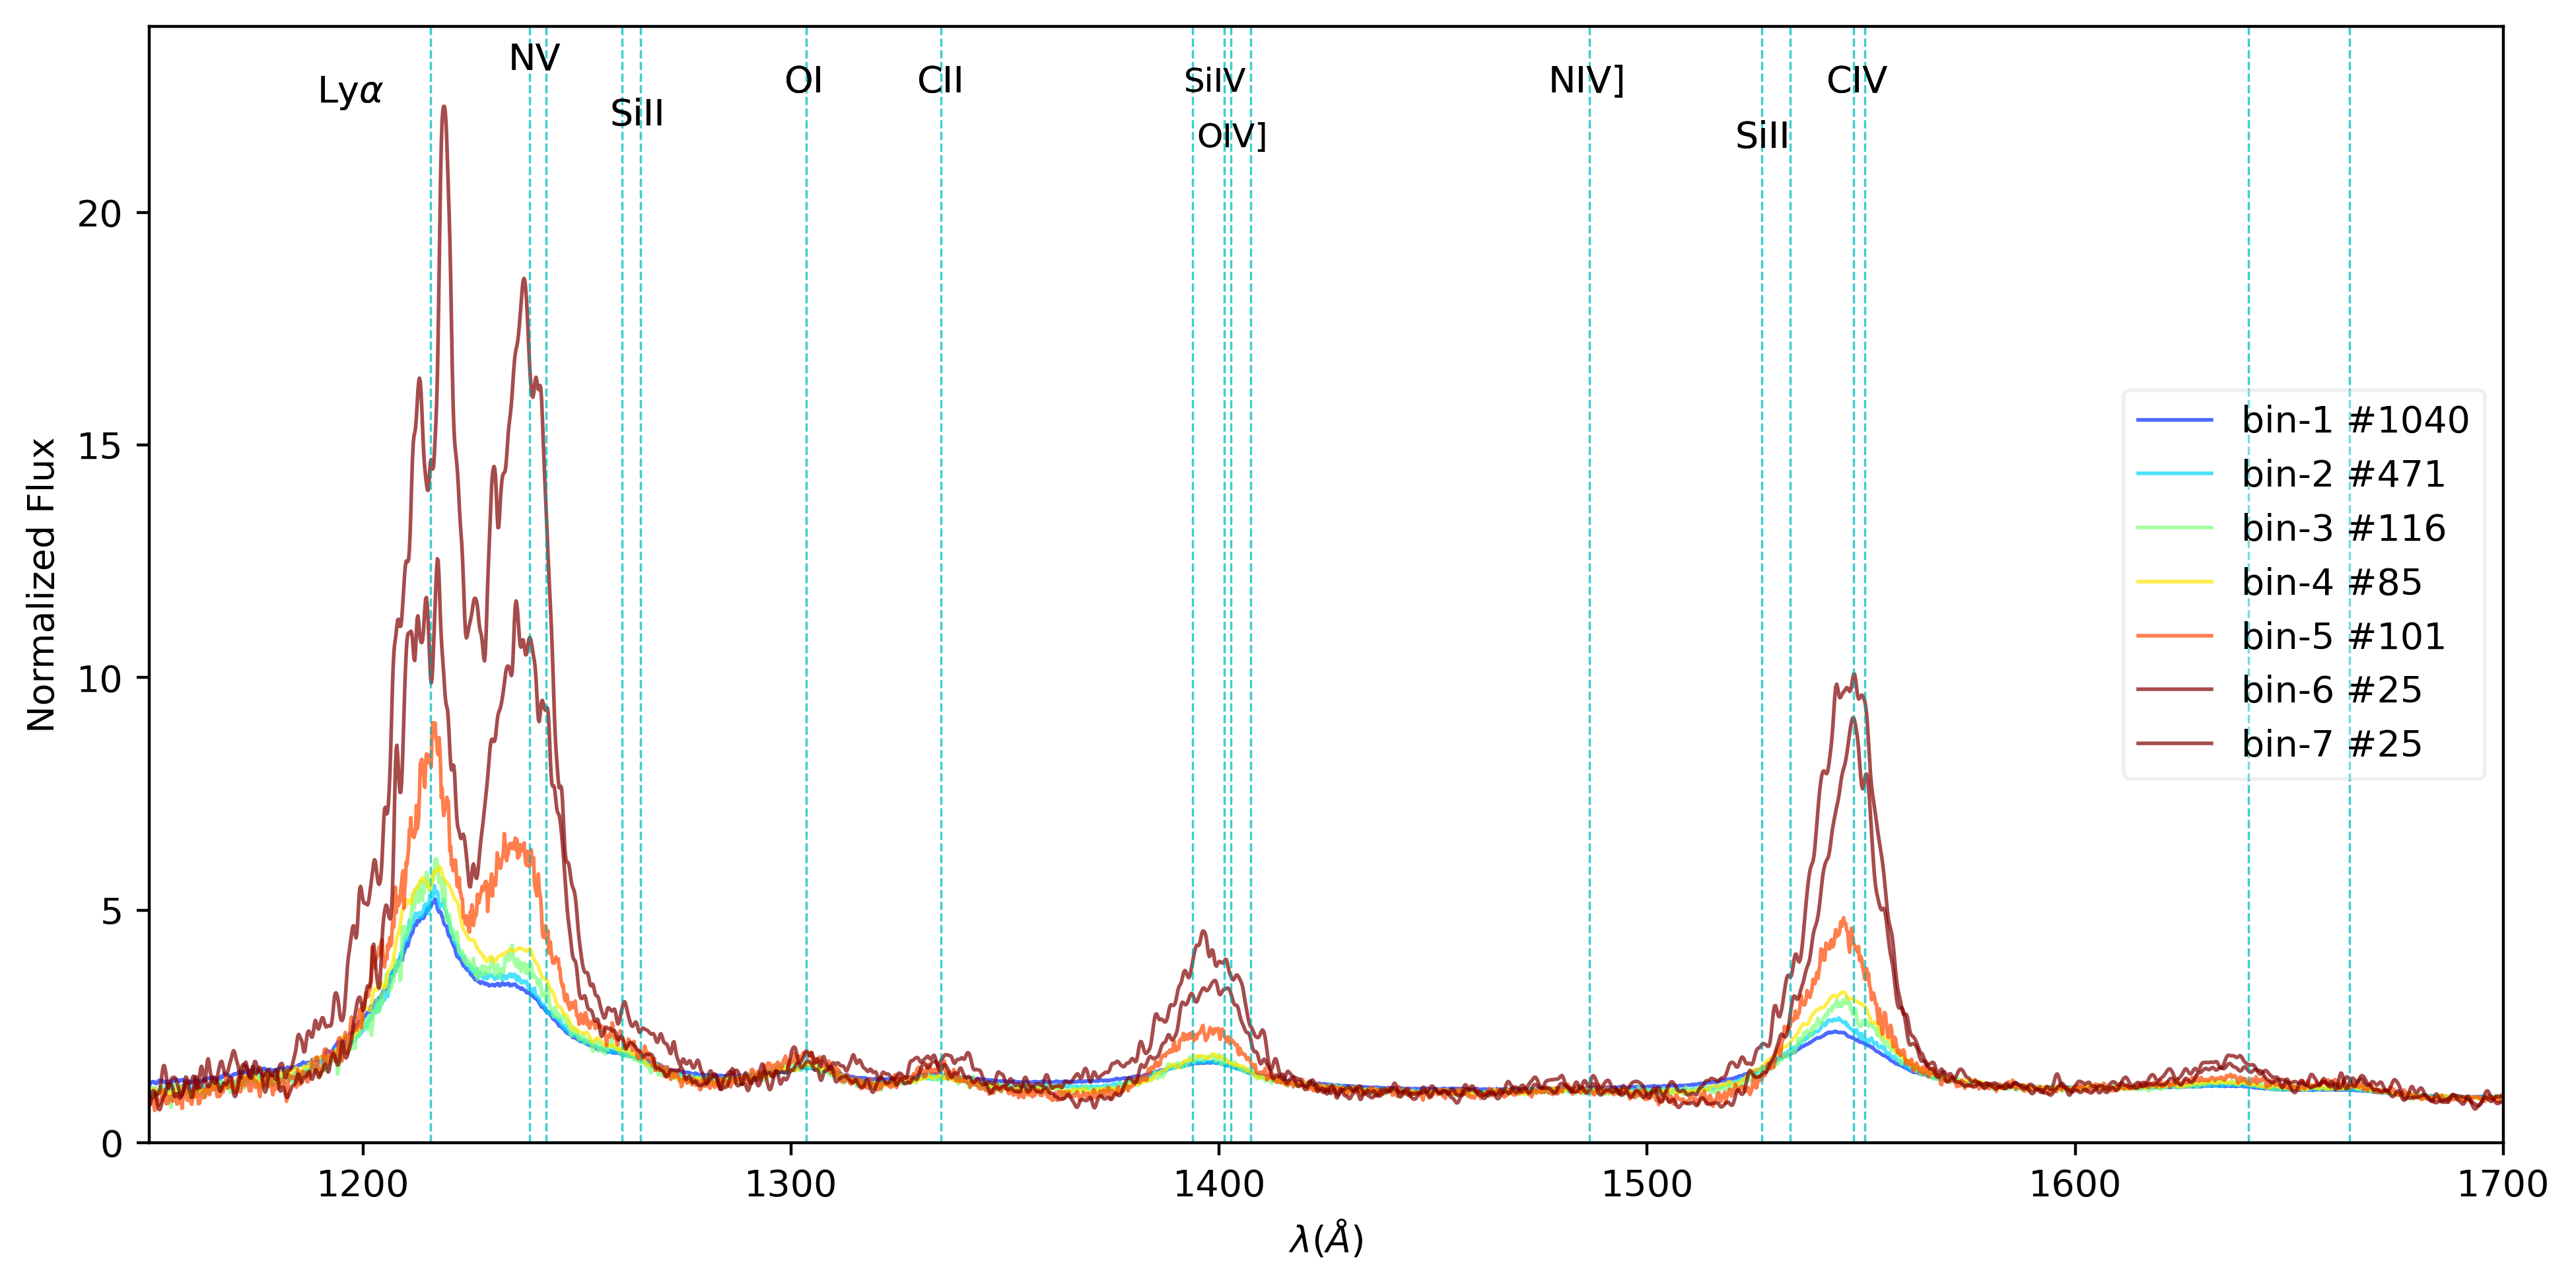 NV
Lyα
SiII
OI
CII
SiIV
OIV]
NIV]
SiII
CIV
20
15
10
5
0
Normalized Flux
bin-1 #1040
bin-2 #471
bin-3 #116
bin-4 #85
bin-5 #101
bin-6 #25
bin-7 #25
1200 1300 1400 1500 1600 1700
λ(Å)